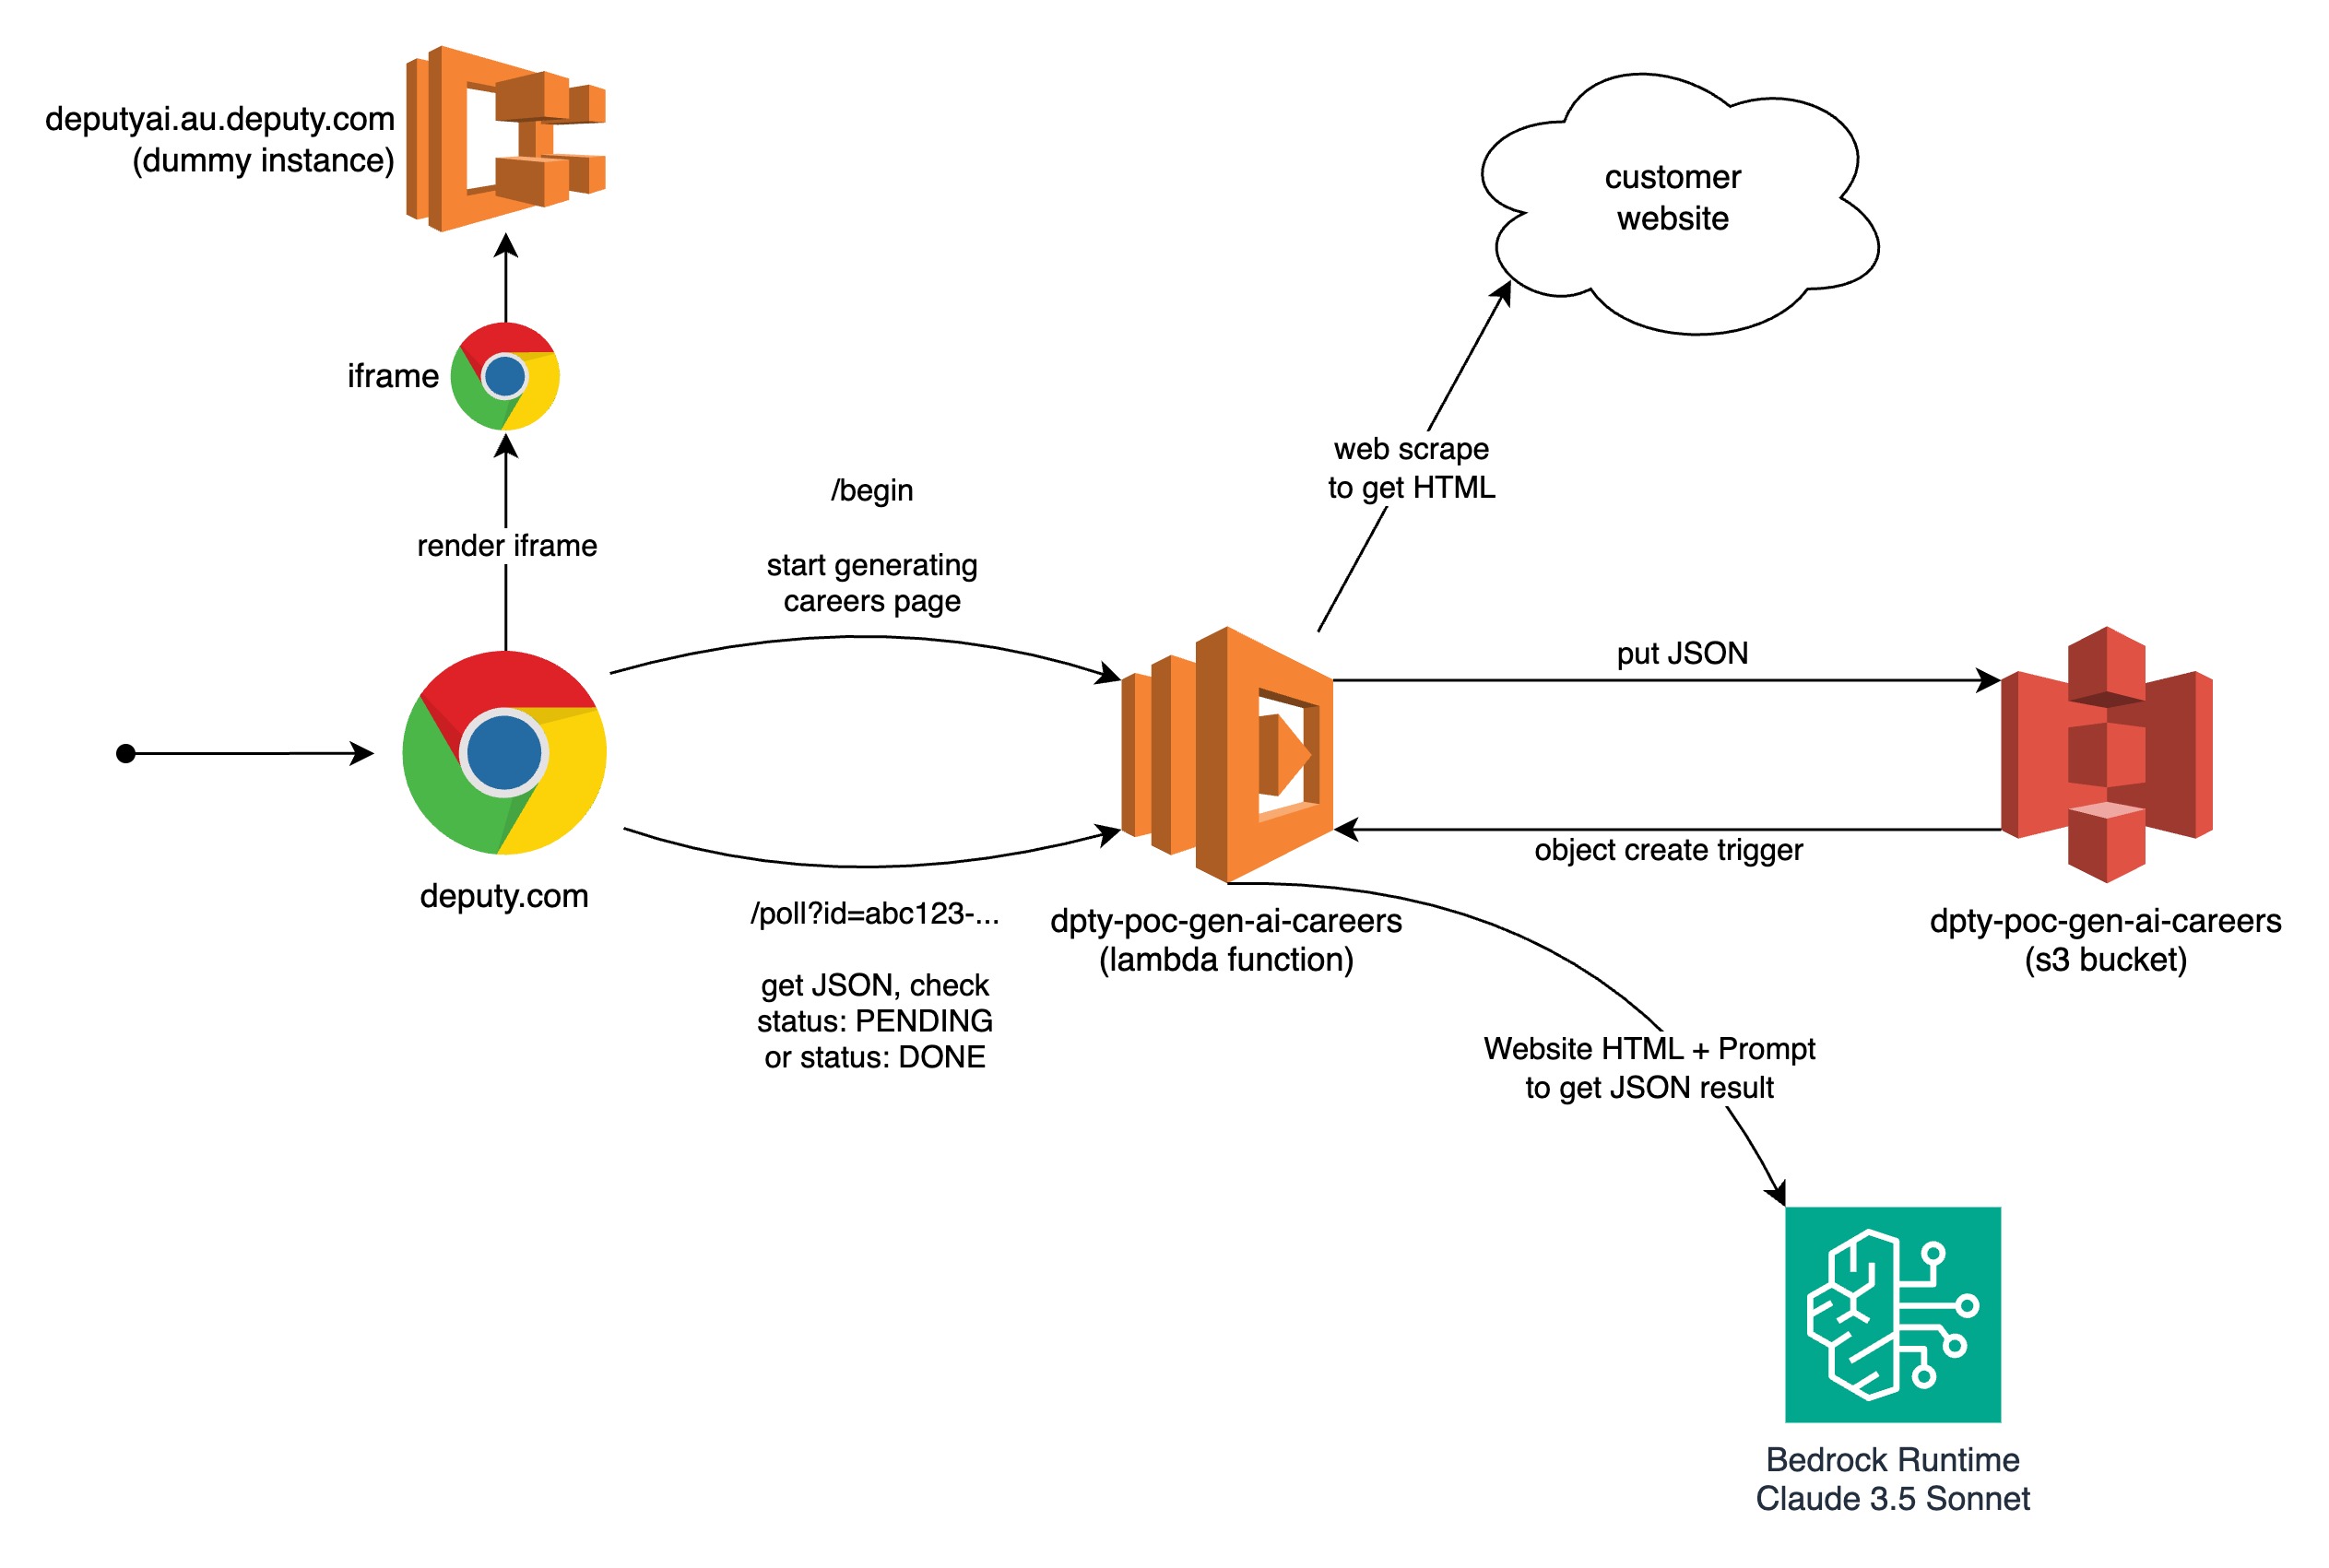 deputyai.au.deputy.com
(dummy instance)
customer
website
iframe
web scrape
to get HTML
/begin
render iframe
start generating
careers page
put JSON
object create trigger
deputy.com
/poll?id=abc123-...
get JSON, check
status: PENDING
or status: DONE
dpty-poc-gen-ai-careers
(lambda function)
dpty-poc-gen-ai-careers
(s3 bucket)
Website HTML + Prompt
to get JSON result
Bedrock Runtime
Claude 3.5 Sonnet